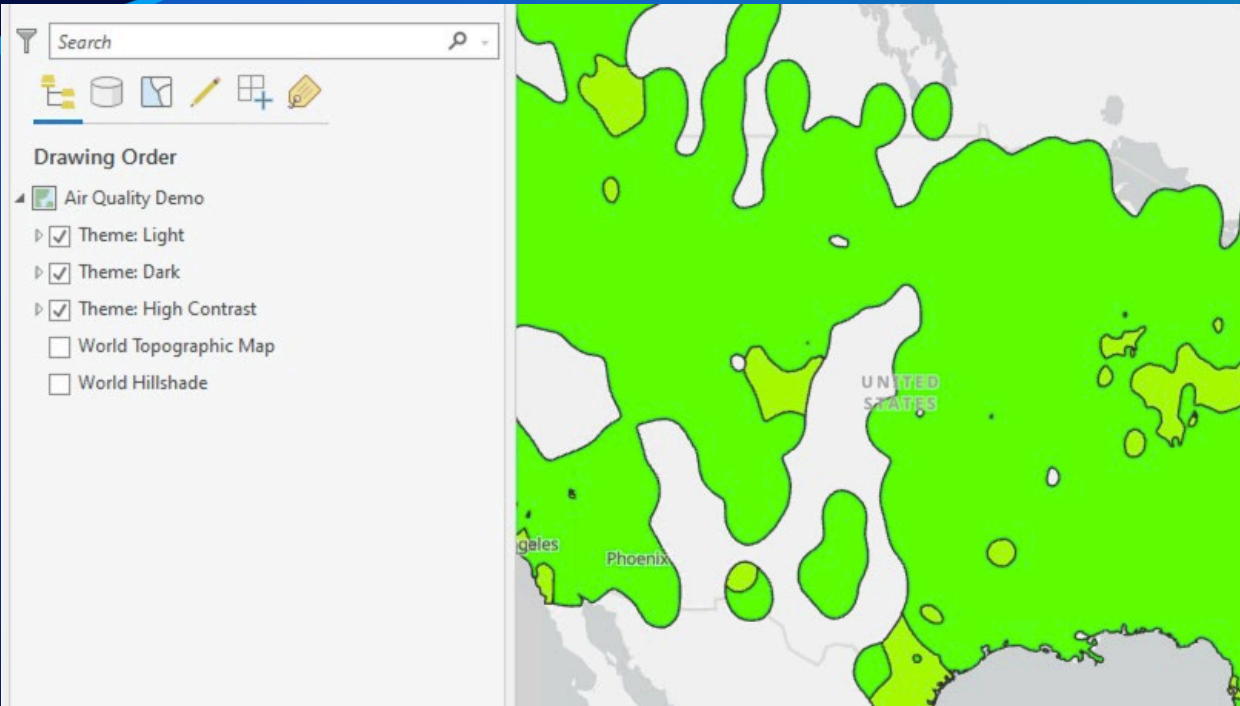 Search
Drawing Order
Air Quality Demo
Theme: Light
Theme: Dark
Theme: High Contrast
World Topographic Map
World Hillshade
UNITED
STATES
geles
Phoenix